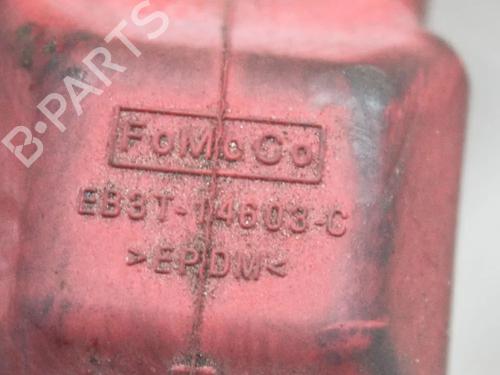 B·PARTS
FoMoCo
EB3T-14603-C
>EPDM<